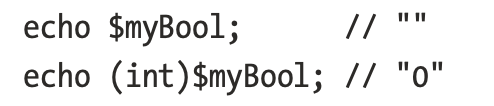 echo $myBool;      // ""
echo (int)$myBool; // "0"